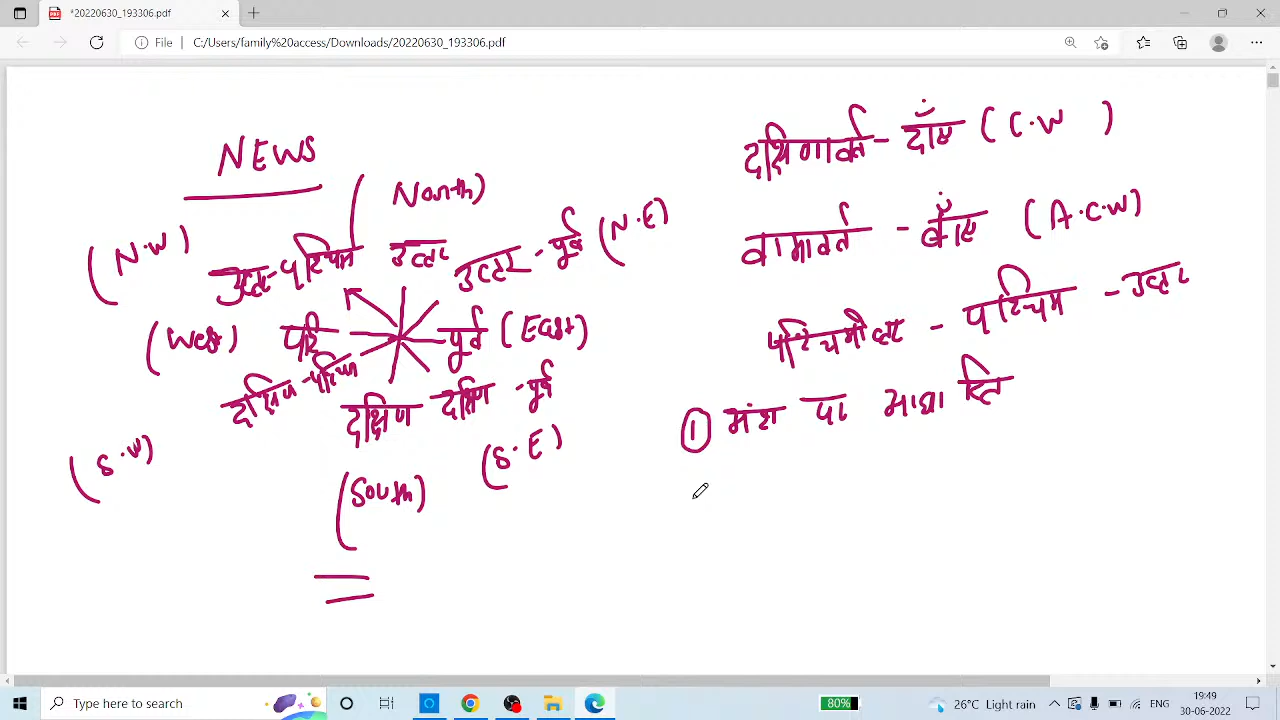 *20220630_193306.pdf
File C:/Users/family%20access/Downloads/20220630_193306.pdf
NEWS
(North)
(N.W) उत्तर-पश्चिम उत्तर उत्तर-पूर्व (N.E)
(West) पश्चि पूर्व (East)
दक्षिण-पश्चिम दक्षिण दक्षिण-पूर्व
(S.W) (S.E)
(South)
दक्षिणावर्त - दाँए (C.W)
वामावर्त - बाँए (A.C.W)
पश्चिमोत्तर - पश्चिम - उत्तर
① पर आधारित
Type here to search
80%
26°C Light rain
19:49
30-06-2022